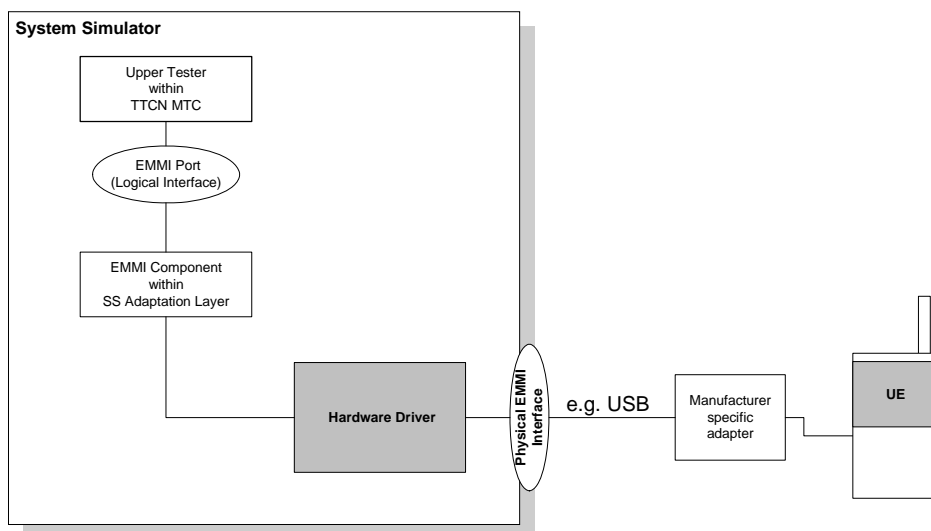 System Simulator
Upper Tester
within
TTCN MTC
EMMI Port
(Logical Interface)
EMMI Component
within
SS Adaptation Layer
Hardware Driver
Physical EMMI
Interface
e.g. USB
Manufacturer
specific
adapter
UE